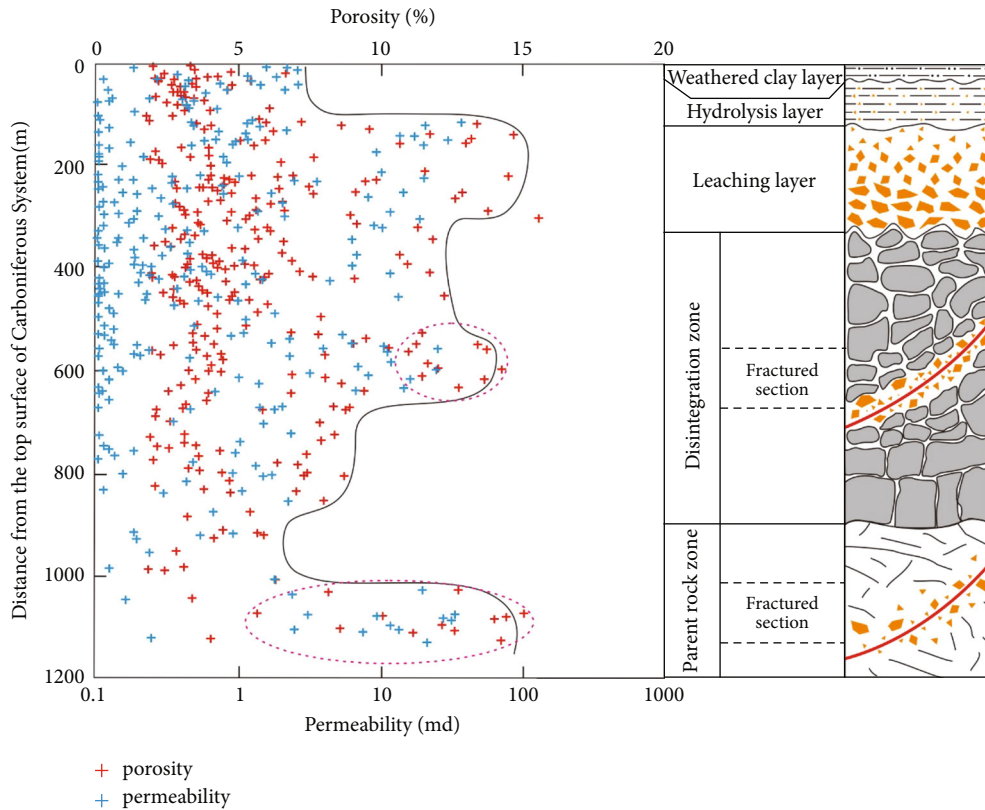 Porosity (%)
0 5 10 15 20
0
200
400
600
800
1000
1200
Distance from the top surface of Carboniferous System(m)
0.1 1 10 100 1000
Permeability (md)
porosity
permeability
Weathered clay layer
Hydrolysis layer
Leaching layer
Disintegration zone
Fractured
section
Parent rock zone
Fractured
section